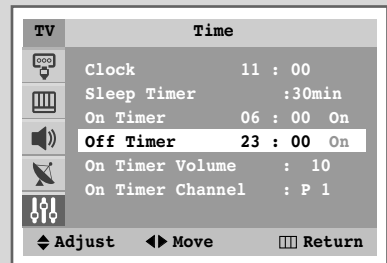 TV Time
Clock 11 : 00
Sleep Timer :30min
On Timer 06 : 00 On
Off Timer 23 : 00 On
On Timer Volume : 10
On Timer Channel : P 1
Adjust Move Return